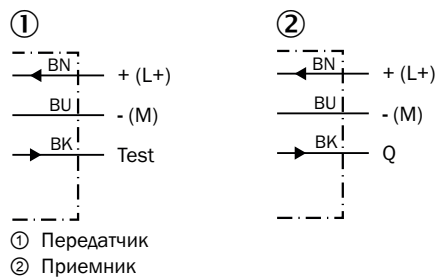 ① ②
BN + (L+) BN + (L+)
BU - (M) BU - (M)
BK Test BK Q
① Передатчик
② Приемник